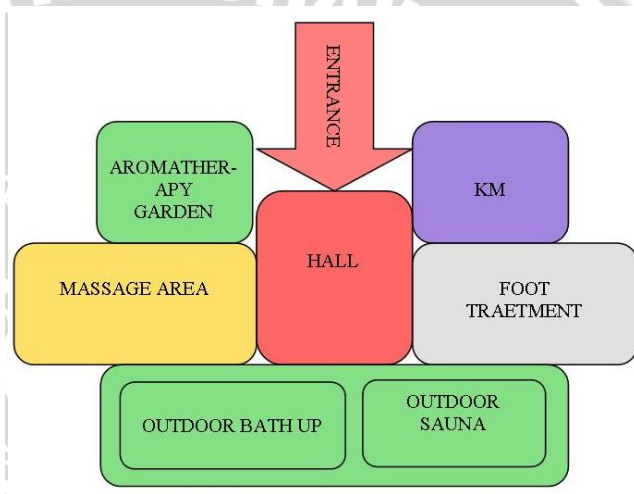 ENTRANCE
AROMATHER-
APY
GARDEN
KM
HALL
MASSAGE AREA
FOOT
TRAETMENT
OUTDOOR BATH UP
OUTDOOR
SAUNA